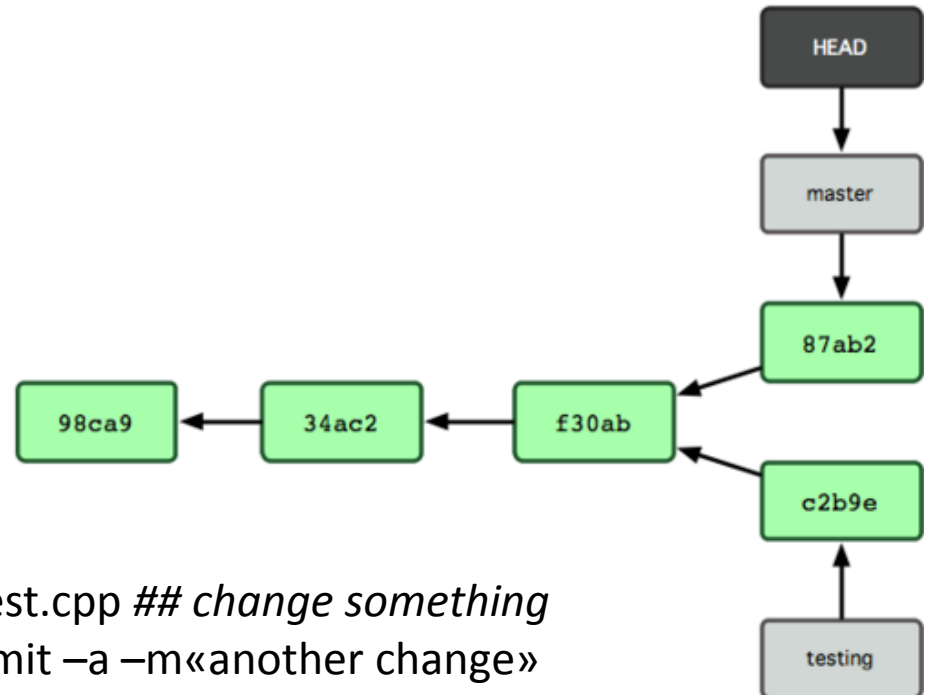 HEAD
master
87ab2
98ca9
34ac2
f30ab
c2b9e
est.cpp ## change something
mit –a –m«another change»
testing